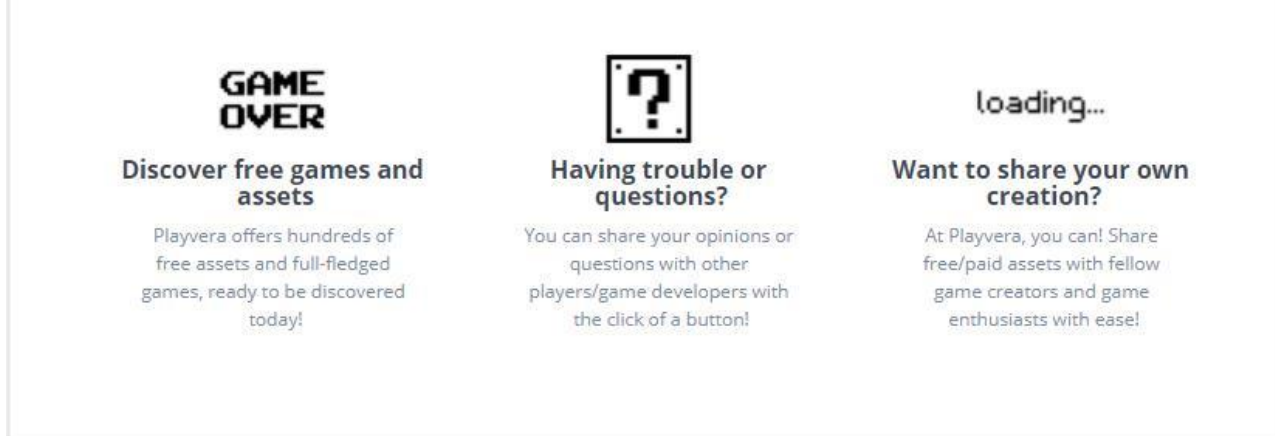 GAME
OVER
Discover free games and
assets
Playvera offers hundreds of
free assets and full-fledged
games, ready to be discovered
today!
?
Having trouble or
questions?
You can share your opinions or
questions with other
players/game developers with
the click of a button!
loading...
Want to share your own
creation?
At Playvera, you can! Share
free/paid assets with fellow
game creators and game
enthusiasts with ease!